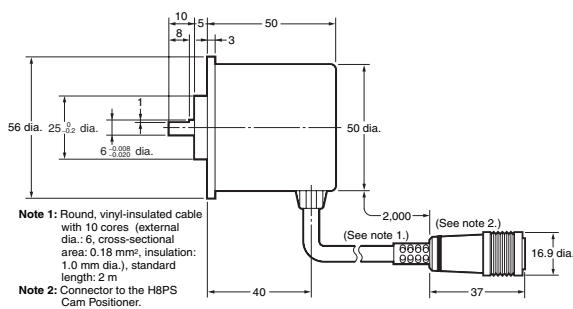 10
5
50
8
3
1
56 dia.
25 0 -0.2 dia.
50 dia.
6 -0.008 -0.020 dia.
2,000
(See note 2.)
(See note 1.)
16.9 dia.
40
37
Note 1: Round, vinyl-insulated cable
with 10 cores (external
dia.: 6, cross-sectional
area: 0.18 mm², insulation:
1.0 mm dia.), standard
length: 2 m
Note 2: Connector to the H8PS
Cam Positioner.